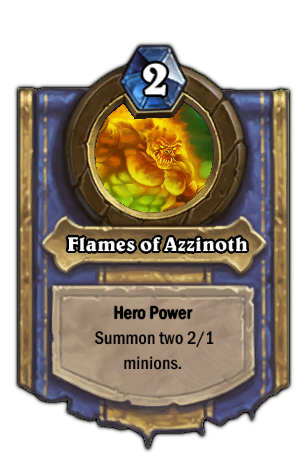 2
Flames of Azzinoth
Hero Power
Summon two 2/1
minions.